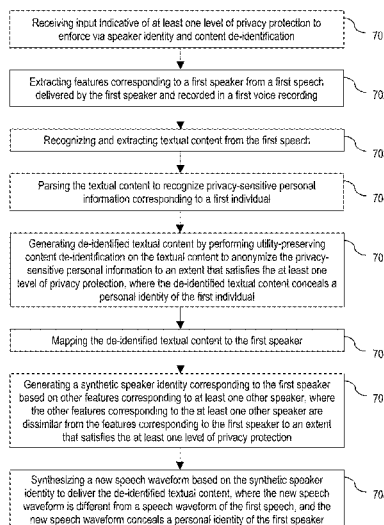 Receiving input indicative of at least one level of privacy protection to
enforce via speaker identity and content de-identification
70
Extracting features corresponding to a first speaker from a first speech
delivered by the first speaker and recorded in a first voice recording
70
Recognizing and extracting textual content from the first speech
70
Parsing the textual content to recognize privacy-sensitive personal
information corresponding to a first individual
70
Generating de-identified textual content by performing utility-preserving
content de-identification on the textual content to anonymize the privacy-
sensitive personal information to an extent that satisfies the at least one
level of privacy protection, where the de-identified textual content conceals a
personal identity of the first individual
70
Mapping the de-identified textual content to the first speaker
70
Generating a synthetic speaker identity corresponding to the first speaker
based on other features corresponding to at least one other speaker, where
the other features corresponding to the at least one other speaker are
dissimilar from the features corresponding to the first speaker to an extent
that satisfies the at least one level of privacy protection
70
Synthesizing a new speech waveform based on the synthetic speaker
identity to deliver the de-identified textual content, where the new speech
waveform is different from a speech waveform of the first speech, and the
new speech waveform conceals a personal identity of the first speaker
70